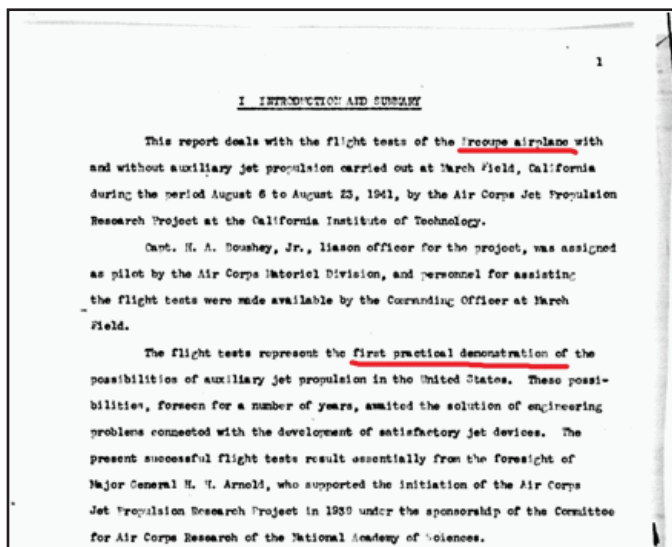 1
I INTRODUCTION AND SUMMARY
This report deals with the flight tests of the Ercoupe airplane with
and without auxiliary jet propulsion carried out at March Field, California
during the period August 6 to August 23, 1941, by the Air Corps Jet Propulsion
Research Project at the California Institute of Technology.
Capt. H. A. Boushey, Jr., liason officer for the project, was assigned
as pilot by the Air Corps Materiel Division, and personnel for assisting
the flight tests were made available by the Commanding Officer at March
Field.
The flight tests represent the first practical demonstration of the
possibilities of auxiliary jet propulsion in the United States. These possi-
bilities, forseen for a number of years, awaited the solution of engineering
problems connected with the development of satisfactory jet devices. The
present successful flight tests result essentially from the foresight of
Major General H. H. Arnold, who supported the initiation of the Air Corps
Jet Propulsion Research Project in 1939 under the sponsorship of the Committee
for Air Corps Research of the National Academy of Sciences.